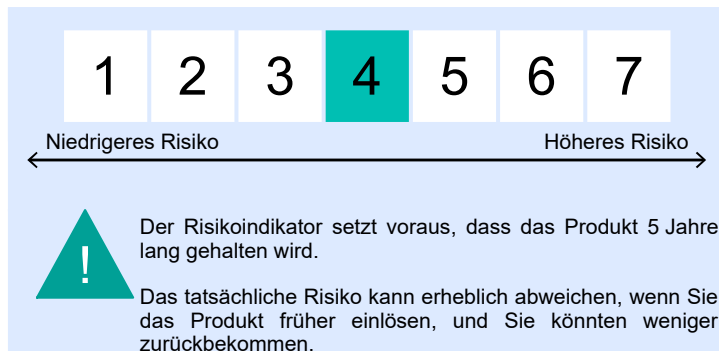 1 2 3 4 5 6 7
Niedrigeres Risiko Höheres Risiko
!
Der Risikoindikator setzt voraus, dass das Produkt 5 Jahre
lang gehalten wird.
Das tatsächliche Risiko kann erheblich abweichen, wenn Sie
das Produkt früher einlösen, und Sie könnten weniger
zurückbekommen.